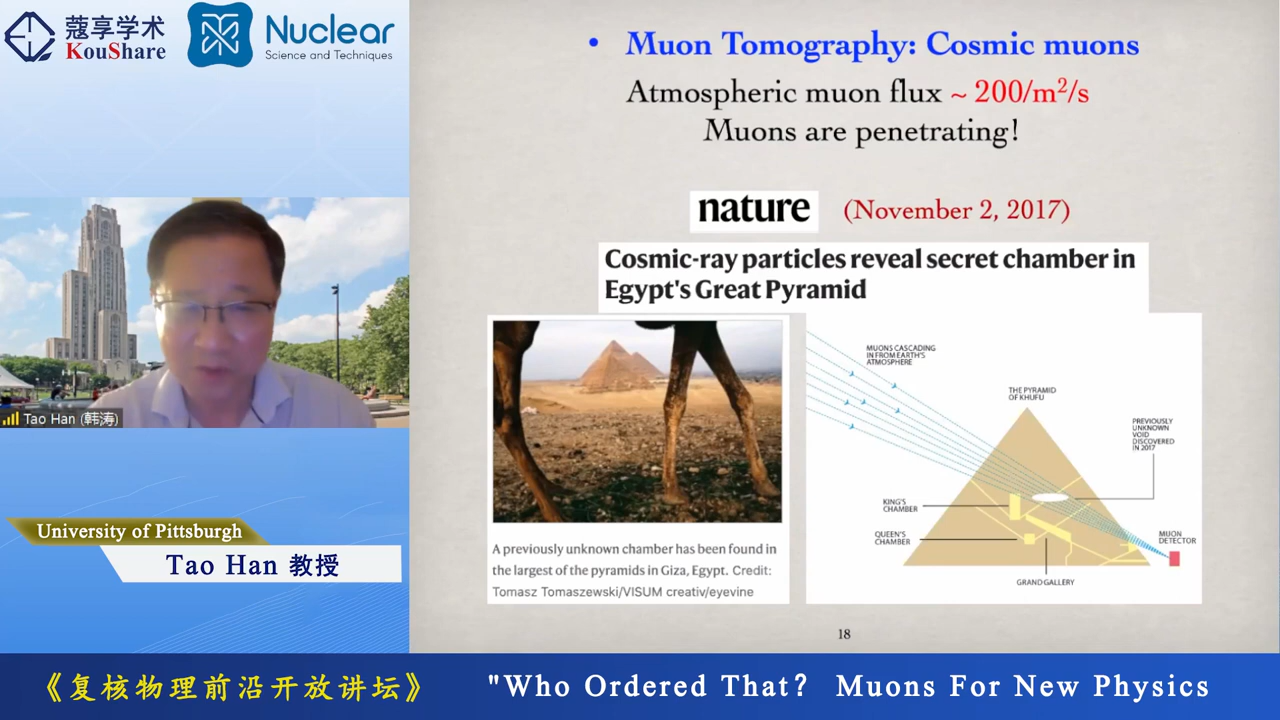 蔻享学术
KouShare
Nuclear
Science and Techniques
• Muon Tomography: Cosmic muons
Atmospheric muon flux ~ 200/m²/s
Muons are penetrating!
nature (November 2, 2017)
Cosmic-ray particles reveal secret chamber in
Egypt's Great Pyramid
MUONS CASCADING
IN FROM EARTH'S
ATMOSPHERE
THE PYRAMID
OF KHUFU
PREVIOUSLY
UNKNOWN
VOID
DISCOVERED
IN 2017
KING'S
CHAMBER
QUEEN'S
CHAMBER
MUON
DETECTOR
GRAND GALLERY
A previously unknown chamber has been found in
the largest of the pyramids in Giza, Egypt. Credit:
Tomasz Tomaszewski/VISUM creativ/eyevine
18
Tao Han (韩涛)
University of Pittsburgh
Tao Han 教授
《复核物理前沿开放讲坛》
"Who Ordered That? Muons For New Physics